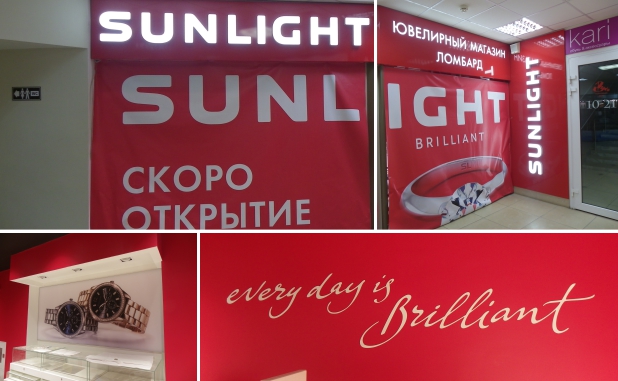 SUNLIGHT
SUNL
СКОРО
ОТКРЫТИЕ
ЮВЕЛИРНЫЙ МАГАЗИН
ЛОМБАРД
IGHT
BRILLIANT
SUNLIGHT
kari
every day is
Brilliant